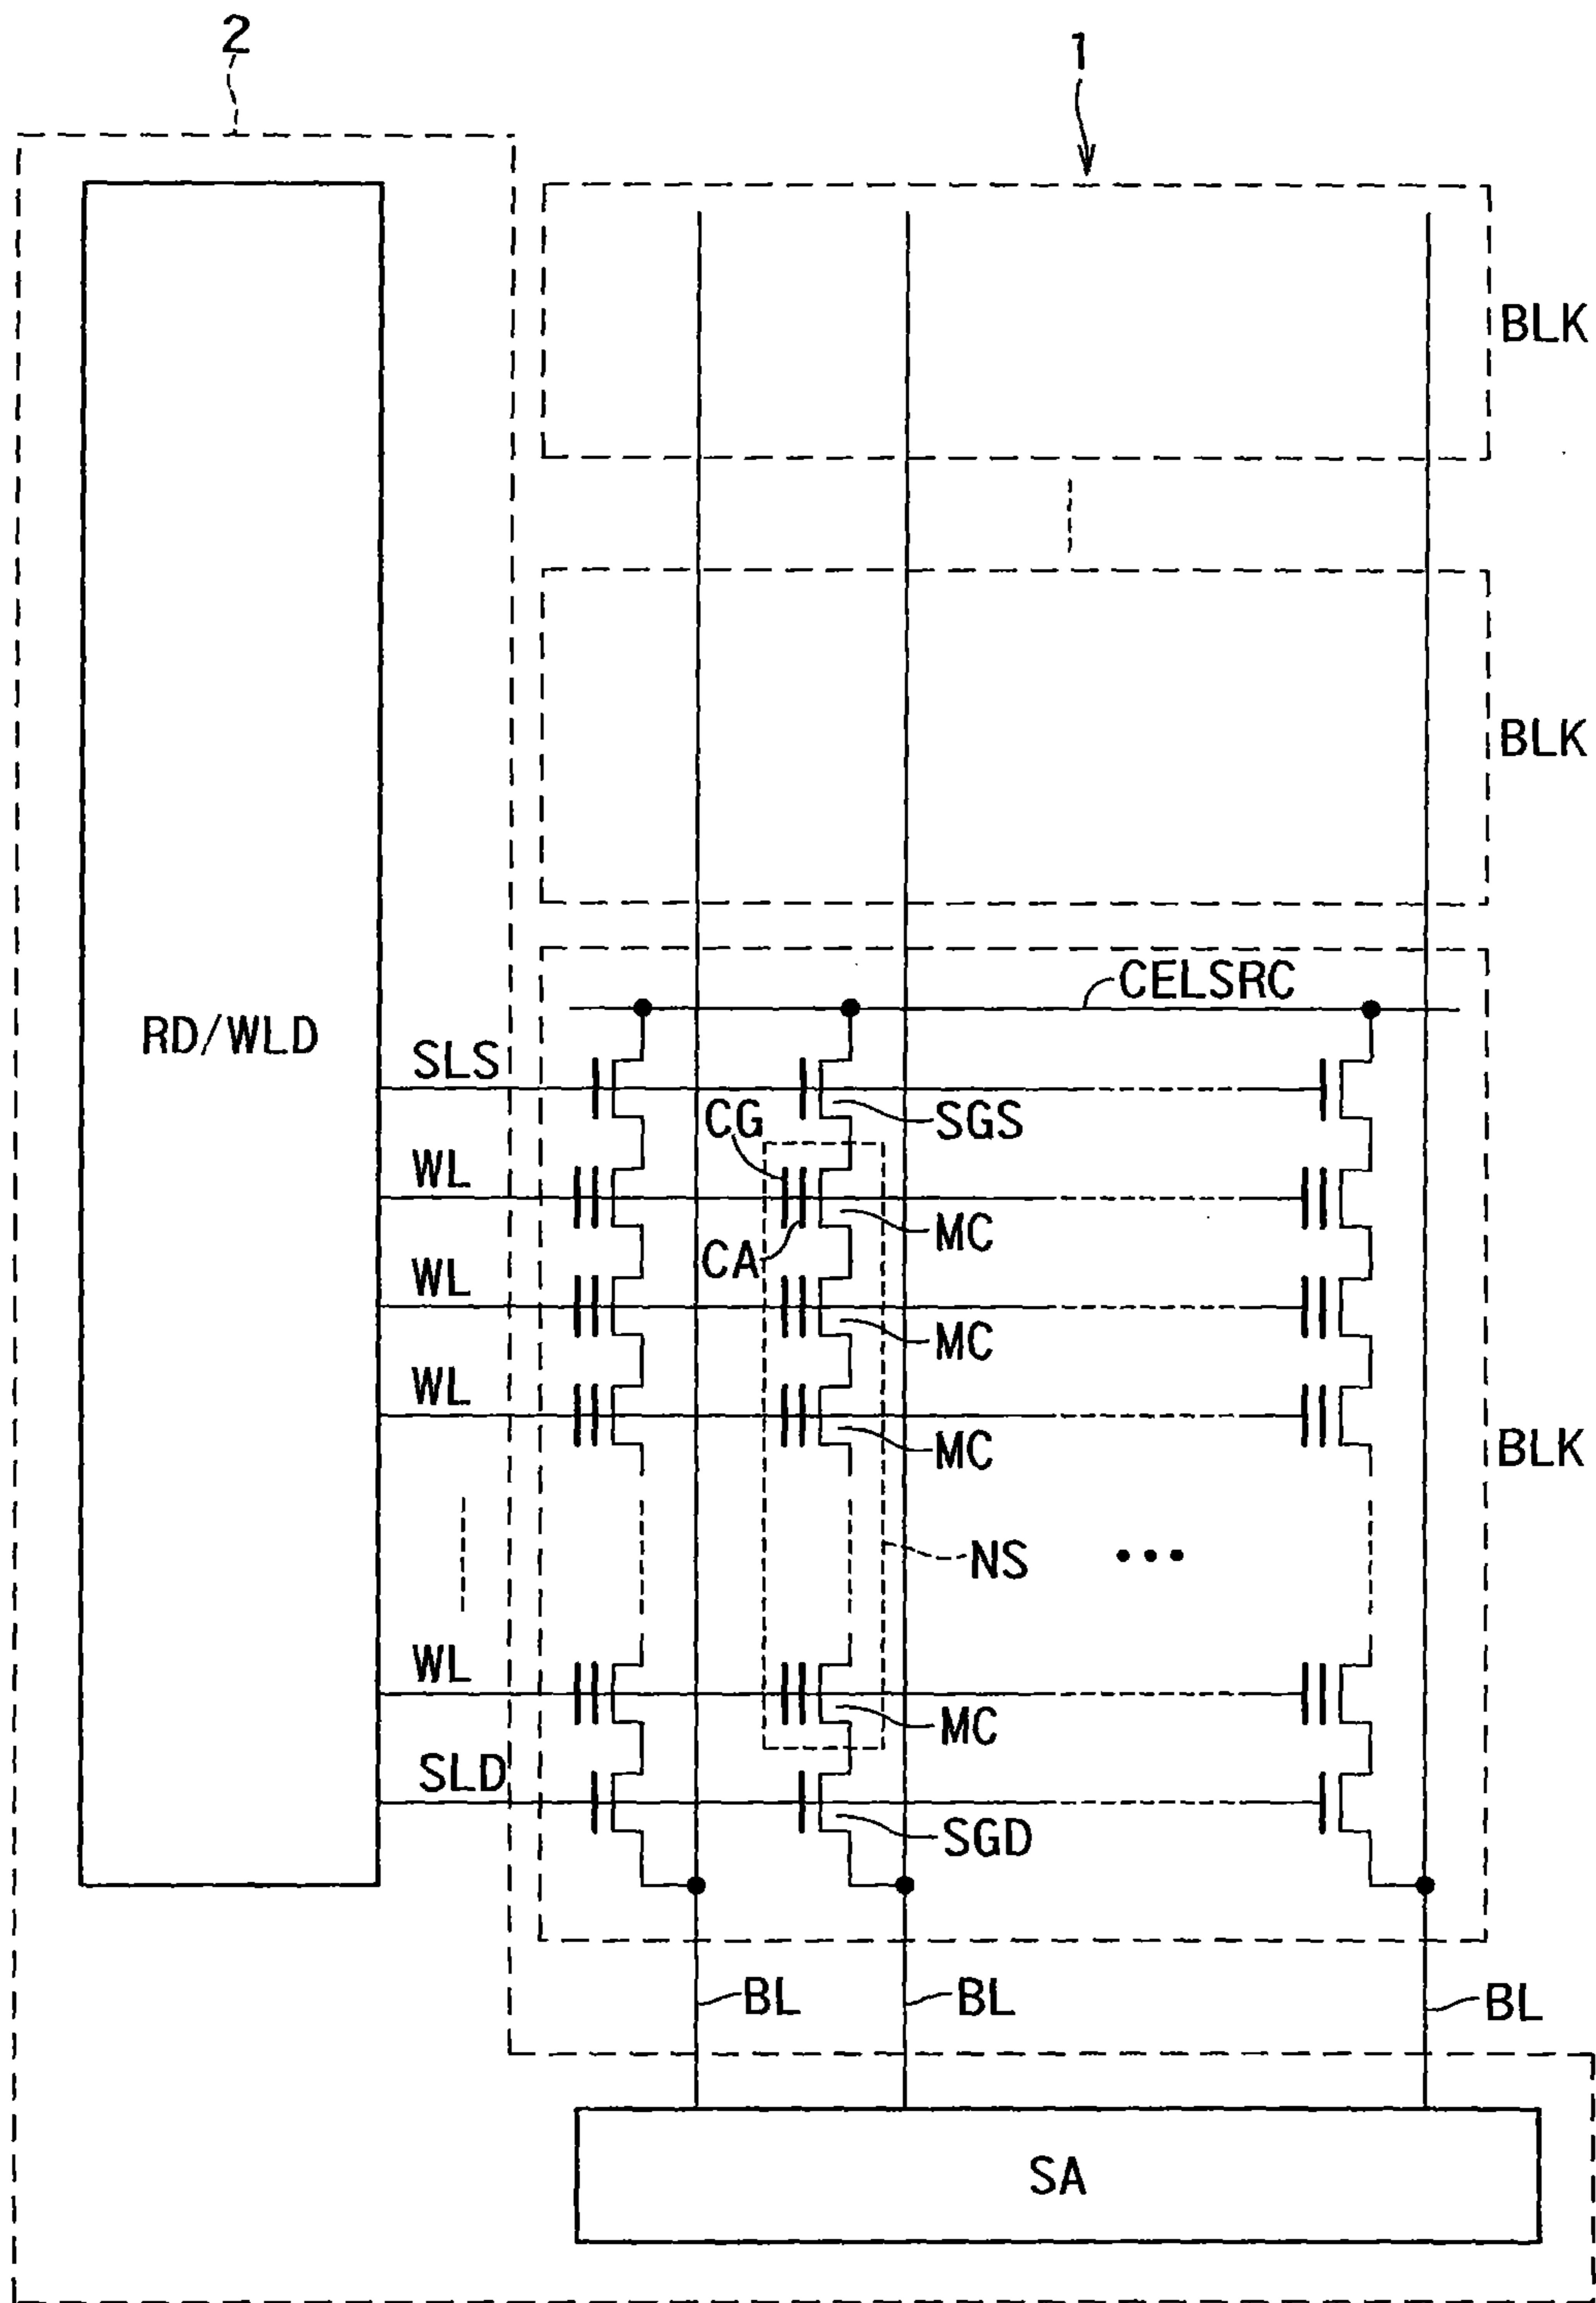 2
1
BLK
BLK
CELSRC
RD/WLD
SLS
CG
SGS
WL
MC
CA
WL
MC
WL
MC
BLK
NS
•••
WL
MC
SLD
SGD
BL
BL
BL
SA